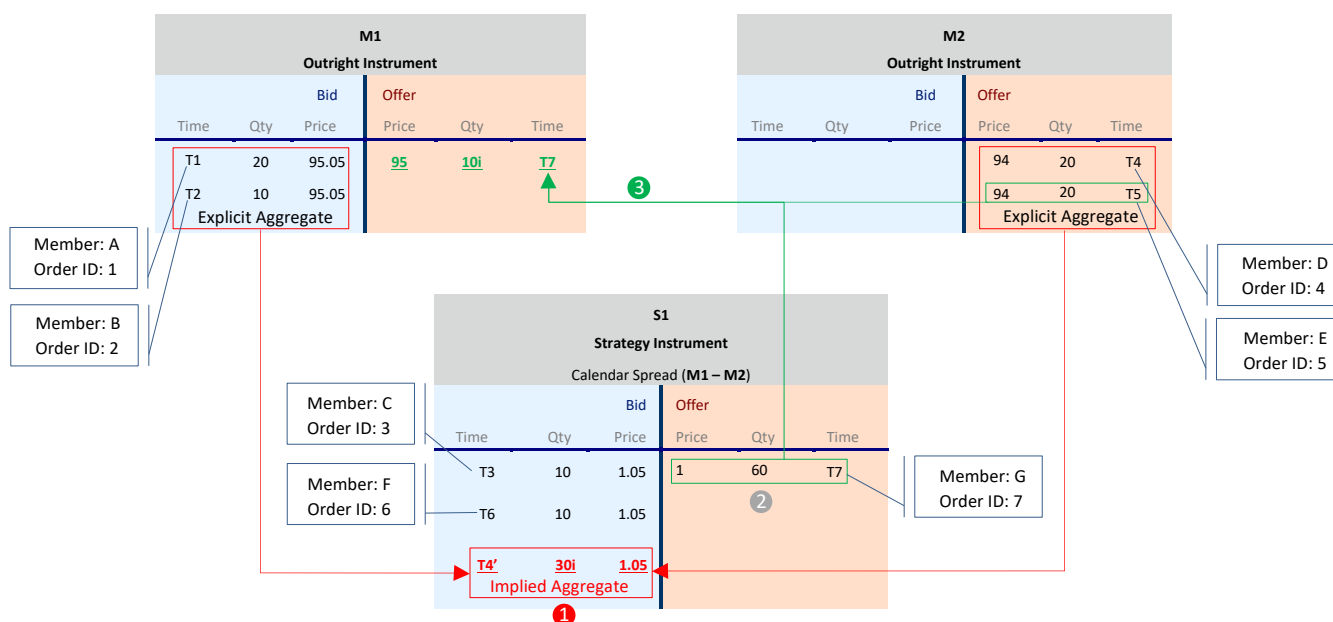 M1
Outright Instrument
Bid Offer
Time Qty Price Price Qty Time
T1 20 95.05 95 10i T7
T2 10 95.05
Explicit Aggregate
M2
Outright Instrument
Bid Offer
Time Qty Price Price Qty Time
94 20 T4
94 20 T5
Explicit Aggregate
3
Member: A
Order ID: 1
Member: B
Order ID: 2
Member: D
Order ID: 4
Member: E
Order ID: 5
S1
Strategy Instrument
Calendar Spread (M1 – M2)
Bid Offer
Time Qty Price Price Qty Time
T3 10 1.05 1 60 T7
T6 10 1.05
2
T4’ 30i 1.05
Implied Aggregate
1
Member: C
Order ID: 3
Member: F
Order ID: 6
Member: G
Order ID: 7